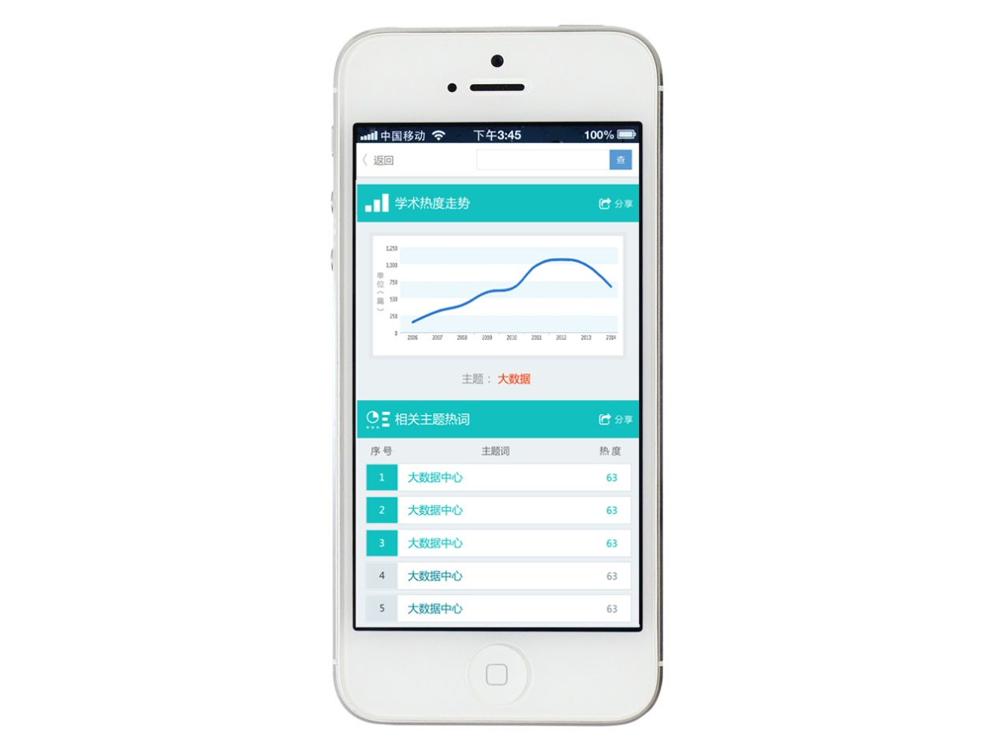 中国移动 下午3:45 100%
返回 查
学术热度走势 分享
1,250
1,000
750
500
250
0
单位（篇）
2006 2007 2008 2009 2010 2011 2012 2013 2014
主题： 大数据
相关主题热词 分享
序号 主题词 热度
1 大数据中心 63
2 大数据中心 63
3 大数据中心 63
4 大数据中心 63
5 大数据中心 63